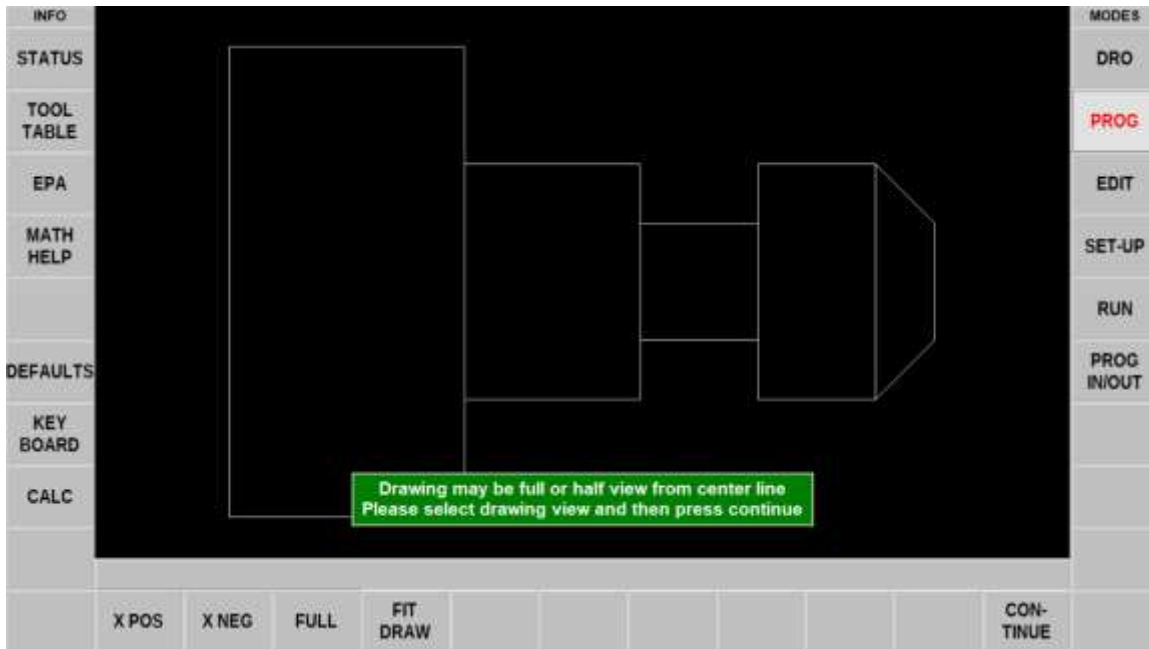 INFO
STATUS
TOOL
TABLE
EPA
MATH
HELP
DEFAULTS
KEY
BOARD
CALC
Drawing may be full or half view from center line
Please select drawing view and then press continue
X POS
X NEG
FULL
FIT
DRAW
CON-
TINUE
MODES
DRO
PROG
EDIT
SET-UP
RUN
PROG
IN/OUT